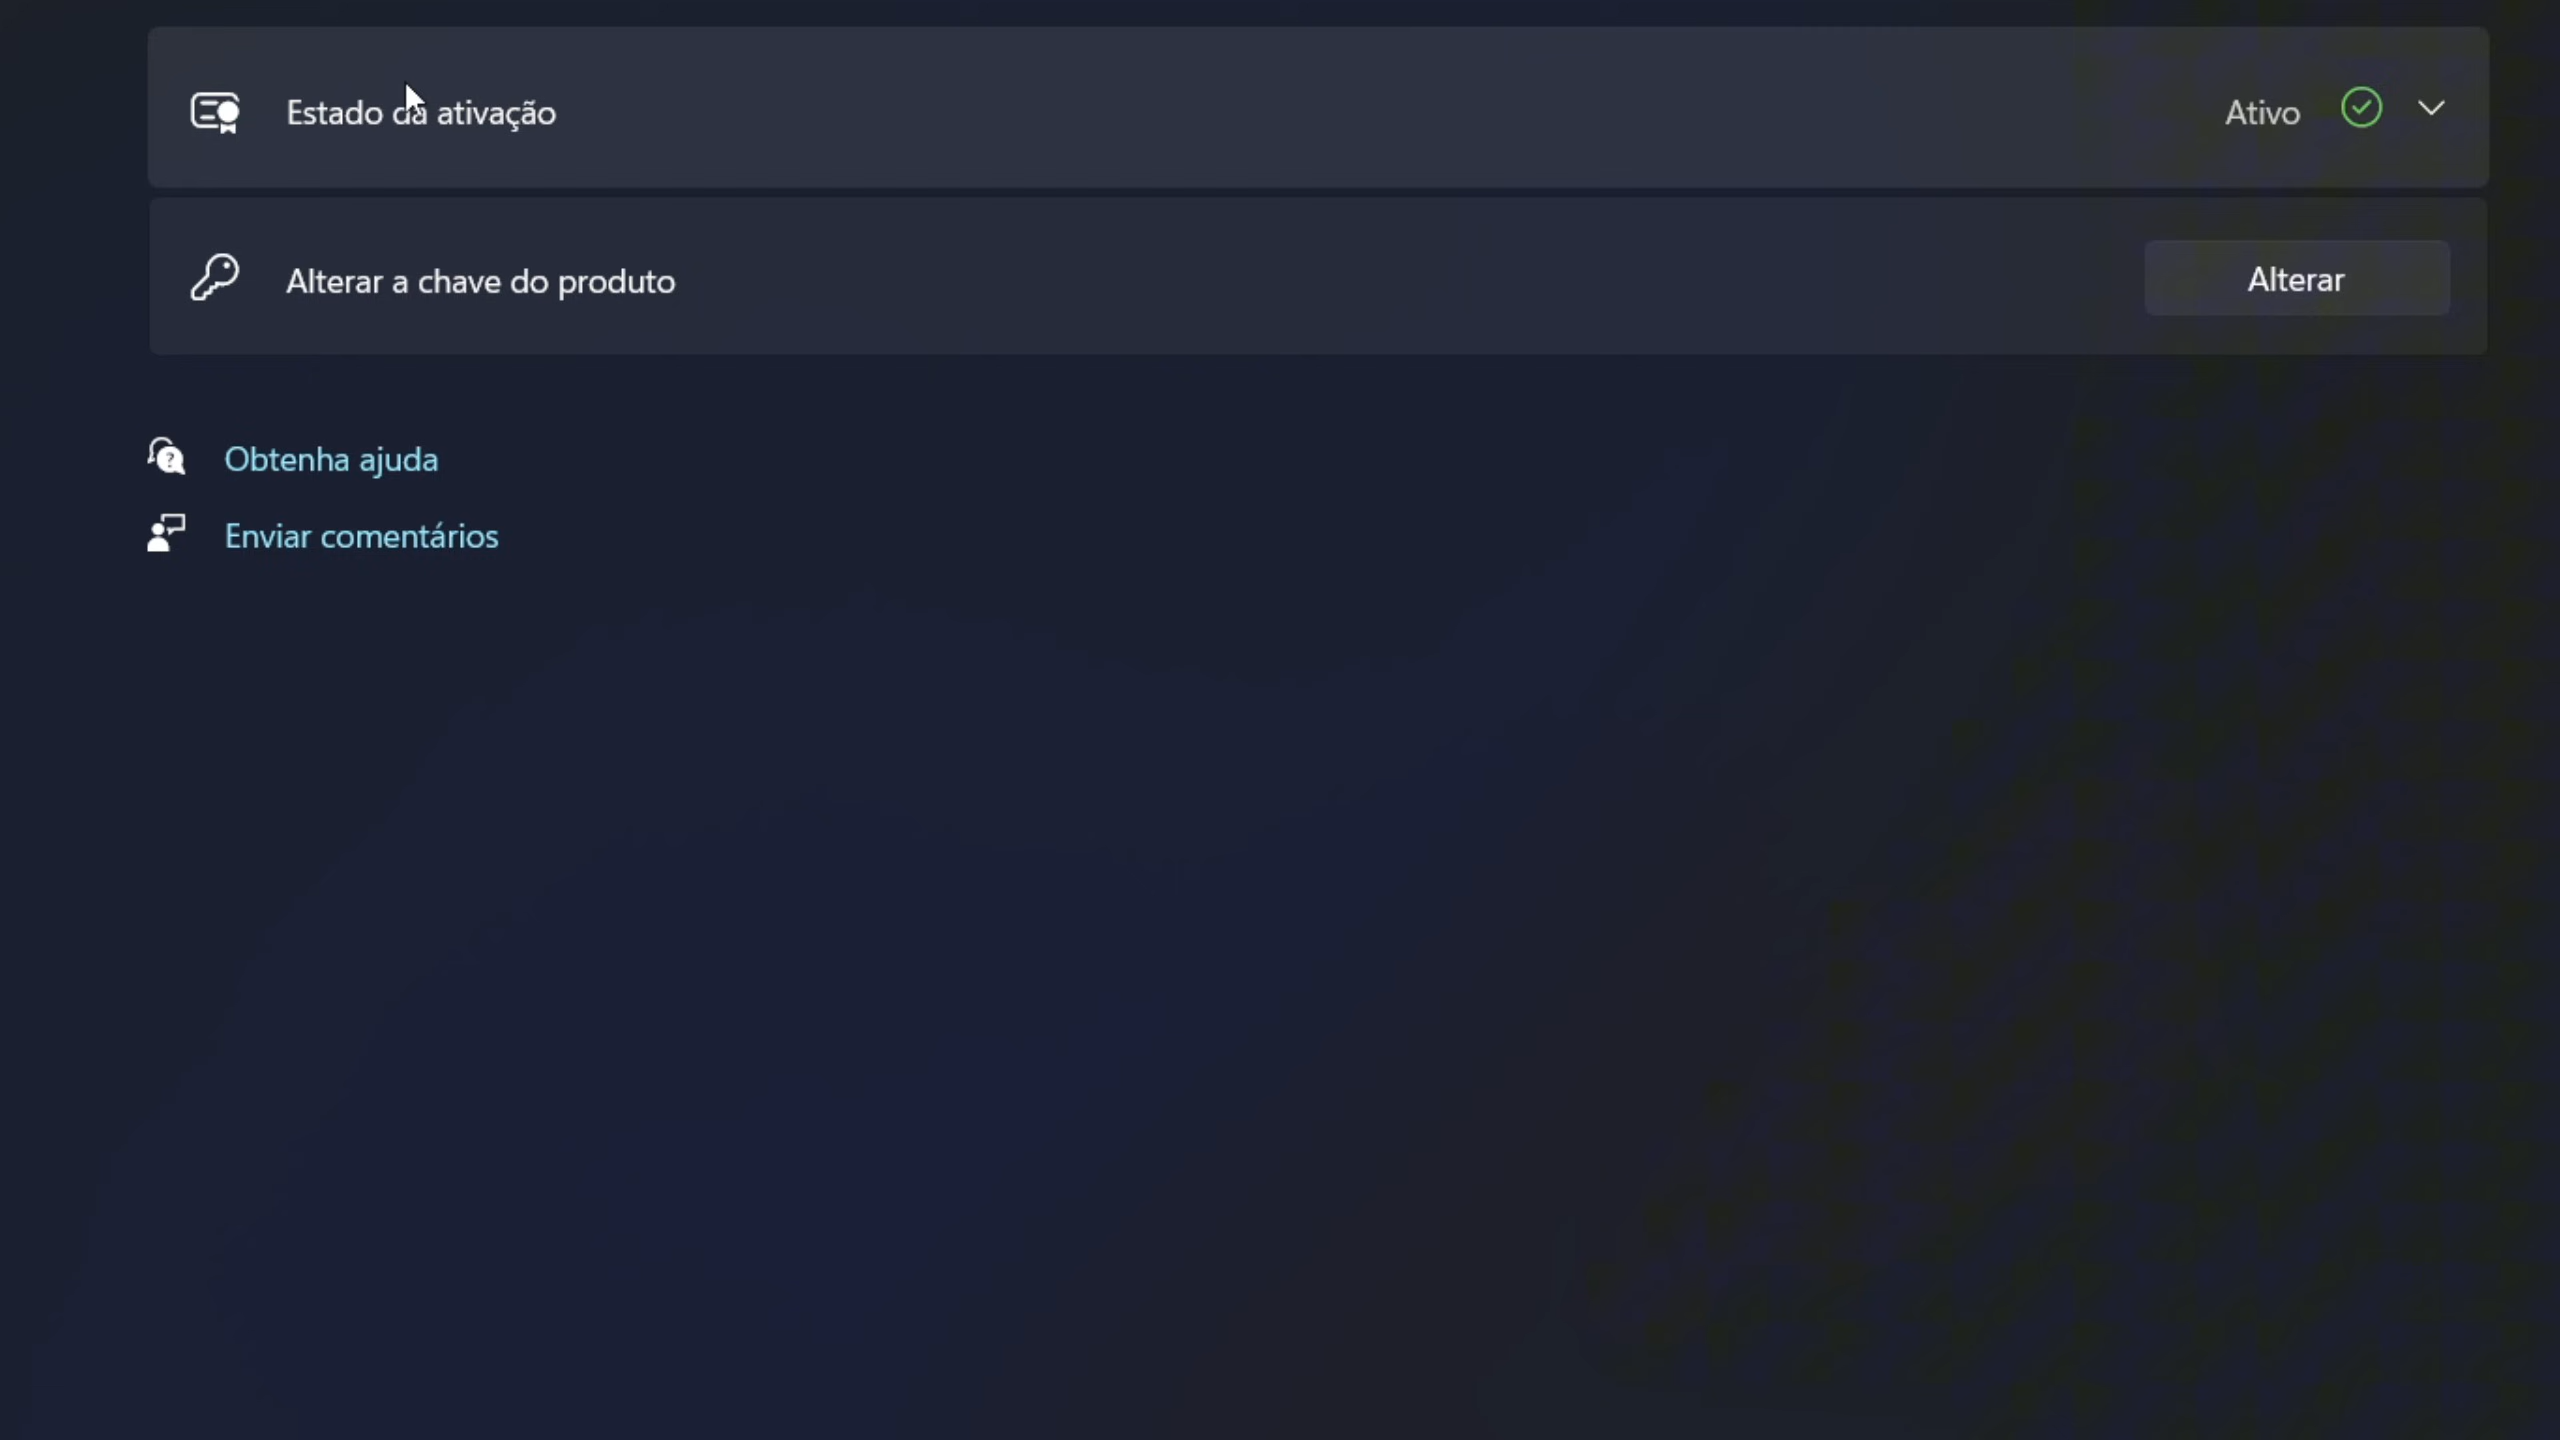 Estado da ativação
Ativo
Alterar a chave do produto
Alterar
Obtenha ajuda
Enviar comentários